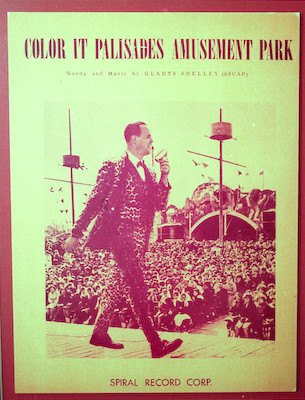 COLOR IT PALISADES AMUSEMENT PARK
Words and Music by GLADYS SHELLEY (ASCAP)
SPIRAL RECORD CORP.